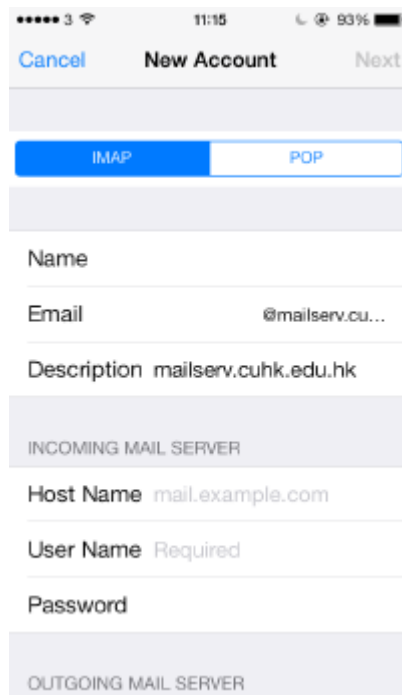 3 11:15 93%
Cancel New Account Next
IMAP POP
Name
Email @mailserv.cu...
Description mailserv.cuhk.edu.hk
INCOMING MAIL SERVER
Host Name mail.example.com
User Name Required
Password
OUTGOING MAIL SERVER